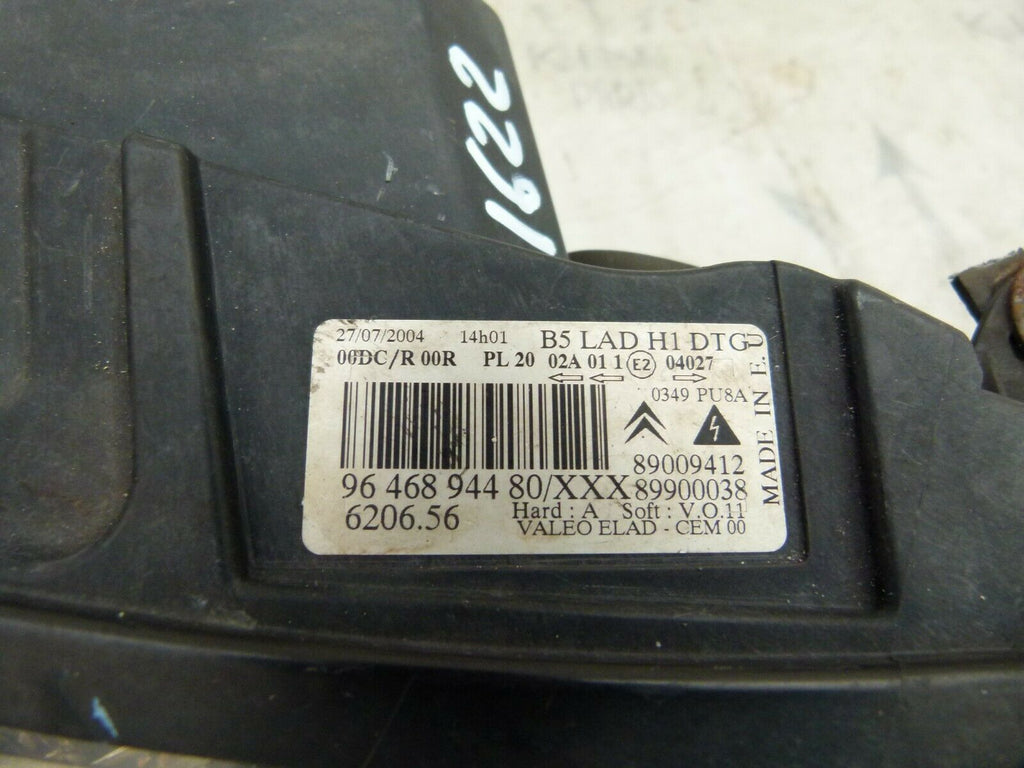 1622
27/07/2004 14h01 B5 LAD H1 DTG
00DC/R 00R PL 20 02A 01 1 E2 04027
0349 PU8A
89009412
96 468 944 80/XXX 89900038
6206.56 Hard : A Soft : V.O.11
VALEO ELAD - CEM 00
MADE IN E.U